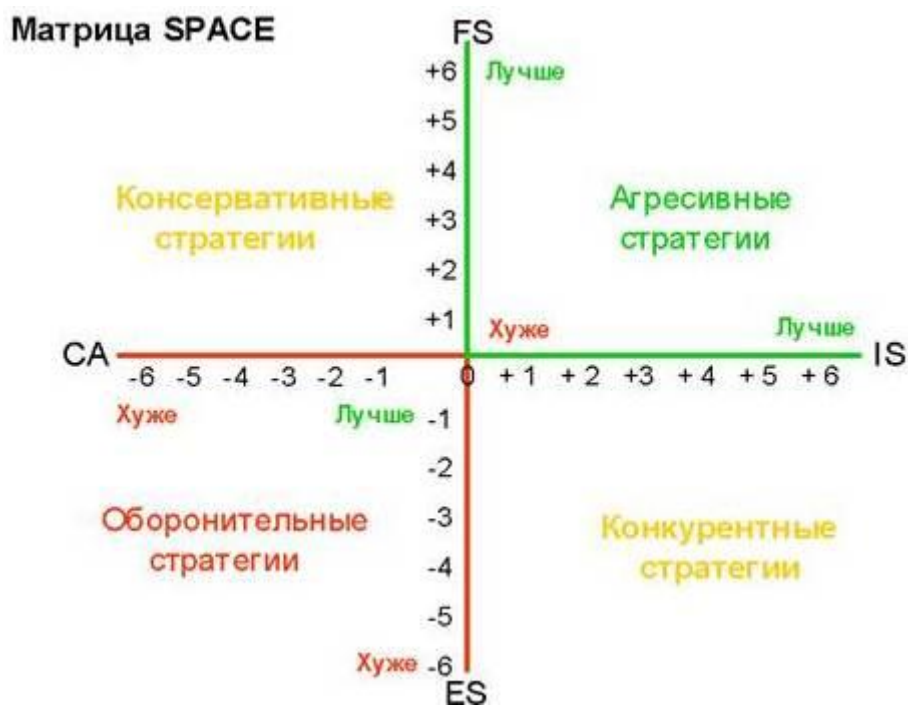 Матрица SPACE
FS
+6 Лучше
+5
+4
Консервативные
стратегии
Агресивные
стратегии
+3
+2
+1
Хуже
Лучше
CA
IS
-6 -5 -4 -3 -2 -1 0 + 1 + 2 +3 + 4 + 5 + 6
Хуже
Лучше
-1
-2
Оборонительные
стратегии
-3
Конкурентные
стратегии
-4
-5
Хуже -6
ES